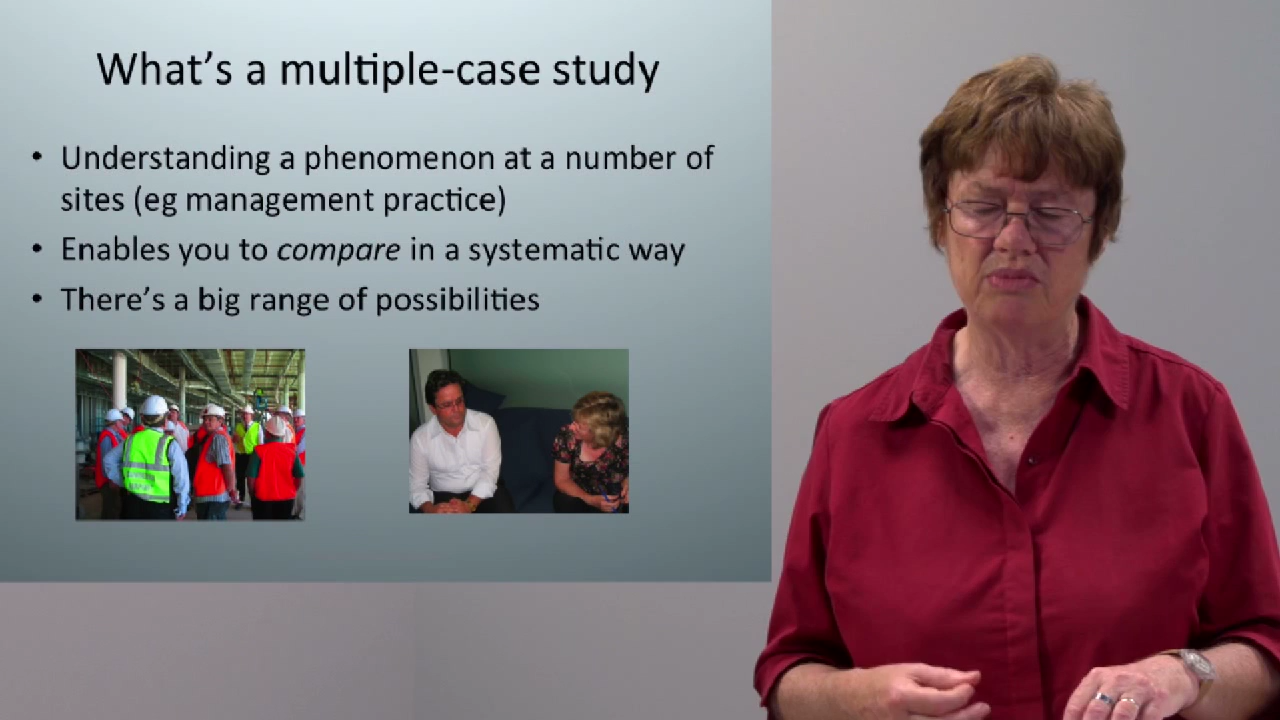 What's a multiple-case study
• Understanding a phenomenon at a number of
sites (eg management practice)
• Enables you to compare in a systematic way
• There's a big range of possibilities